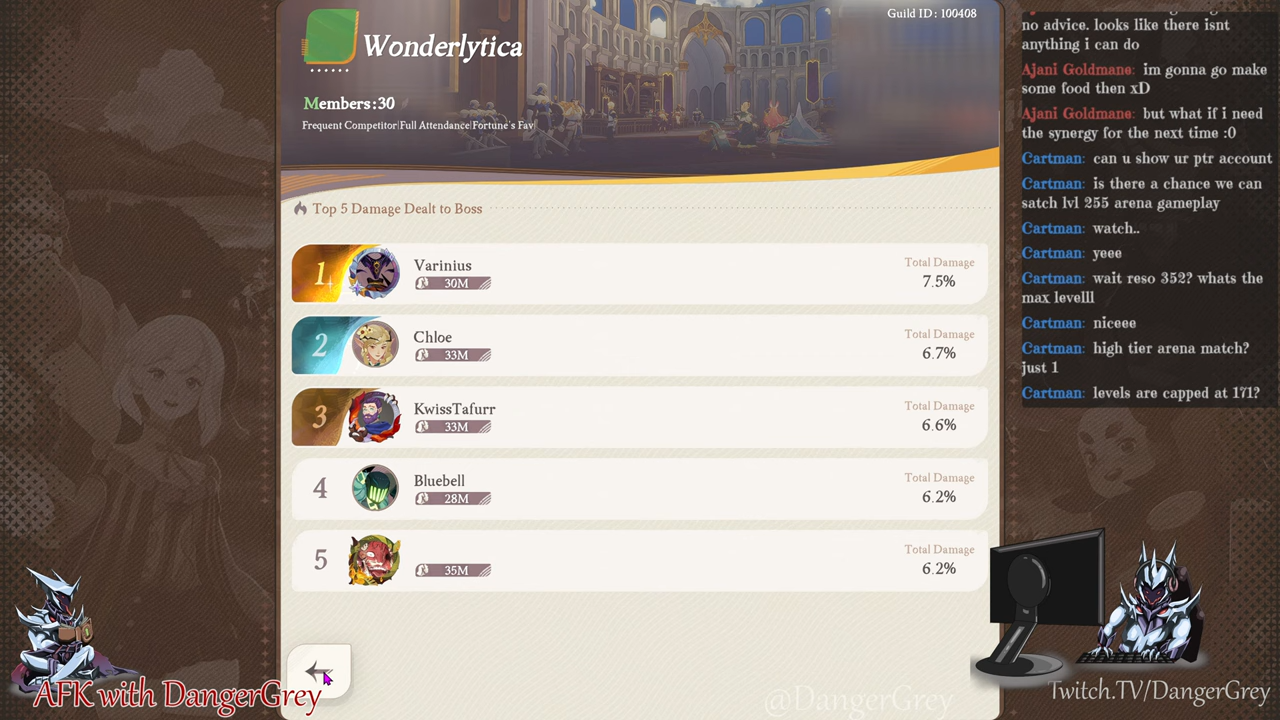 Wonderlytica
Guild ID : 100408
Members:30
Frequent Competitor|Full Attendance|Fortune's Fav
Top 5 Damage Dealt to Boss
1
Varinius
30M
Total Damage
7.5%
2
Chloe
33M
Total Damage
6.7%
3
KwissTafurr
33M
Total Damage
6.6%
4
Bluebell
28M
Total Damage
6.2%
5
35M
Total Damage
6.2%
no advice. looks like there isnt
anything i can do
Ajani Goldmane: im gonna go make
some food then xD
Ajani Goldmane: but what if i need
the synergy for the next time :0
Cartman: can u show ur ptr account
Cartman: is there a chance we can
satch lvl 255 arena gameplay
Cartman: watch..
Cartman: yeee
Cartman: wait reso 352? whats the
max levelll
Cartman: niceee
Cartman: high tier arena match?
just 1
Cartman: levels are capped at 171?
AFK with DangerGrey
@DangerGrey
Twitch.TV/DangerGrey